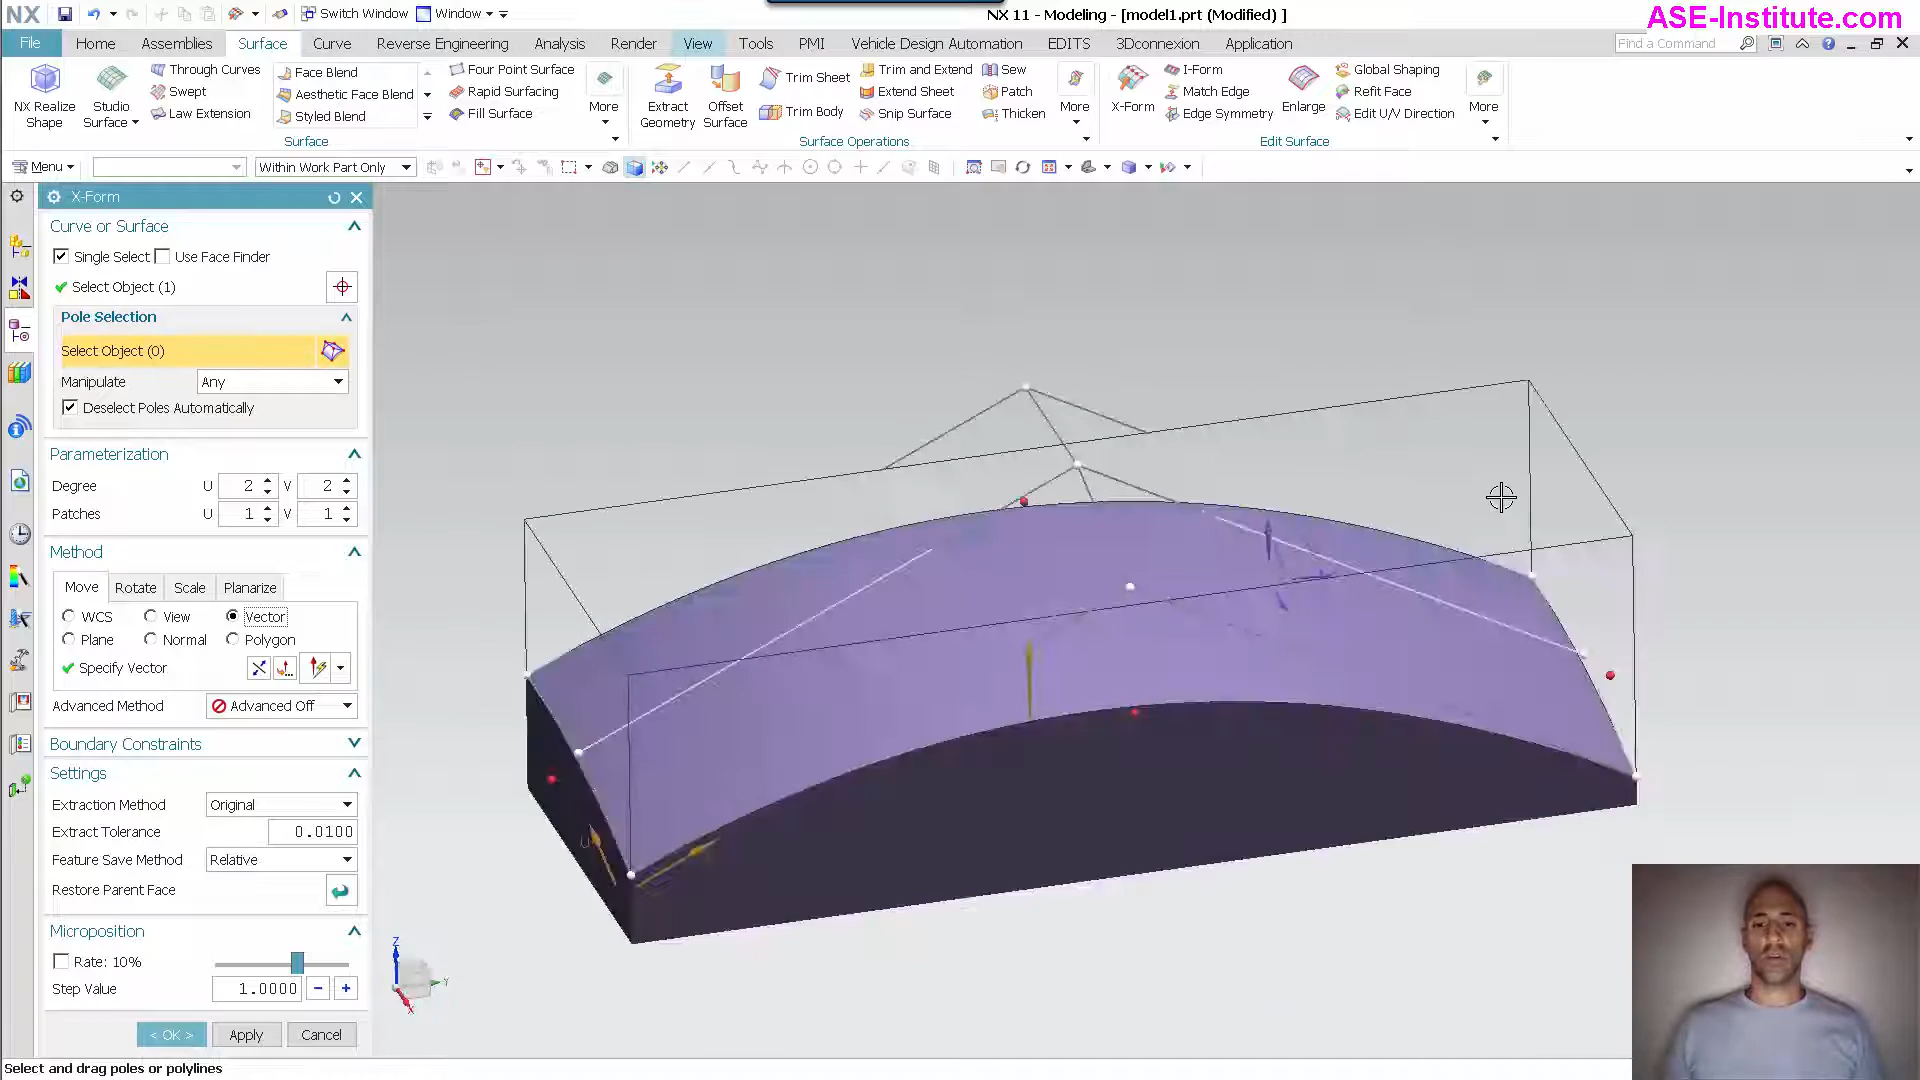 NX
Switch Window
Window
NX 11 - Modeling - [model1.prt (Modified) ]
ASE-Institute.com
File
Home
Assemblies
Surface
Curve
Reverse Engineering
Analysis
Render
View
Tools
PMI
Vehicle Design Automation
EDITS
3Dconnexion
Application
Find a Command
NX Realize Shape
Studio Surface
Through Curves
Swept
Law Extension
Face Blend
Aesthetic Face Blend
Styled Blend
Four Point Surface
Rapid Surfacing
Fill Surface
More
Surface
Extract Geometry
Offset Surface
Trim Sheet
Trim Body
Trim and Extend
Extend Sheet
Snip Surface
Sew
Patch
Thicken
More
Surface Operations
X-Form
I-Form
Match Edge
Edge Symmetry
Enlarge
Global Shaping
Refit Face
Edit U/V Direction
More
Edit Surface
Menu
Within Work Part Only
X-Form
Curve or Surface
Single Select
Use Face Finder
Select Object (1)
Pole Selection
Select Object (0)
Manipulate
Any
Deselect Poles Automatically
Parameterization
Degree U 2 V 2
Patches U 1 V 1
Method
Move Rotate Scale Planarize
WCS View Vector
Plane Normal Polygon
Specify Vector
Advanced Method Advanced Off
Boundary Constraints
Settings
Extraction Method Original
Extract Tolerance 0.0100
Feature Save Method Relative
Restore Parent Face
Microposition
Rate: 10%
Step Value 1.0000 - +
< OK > Apply Cancel
Select and drag poles or polylines
U
Z
Y
X